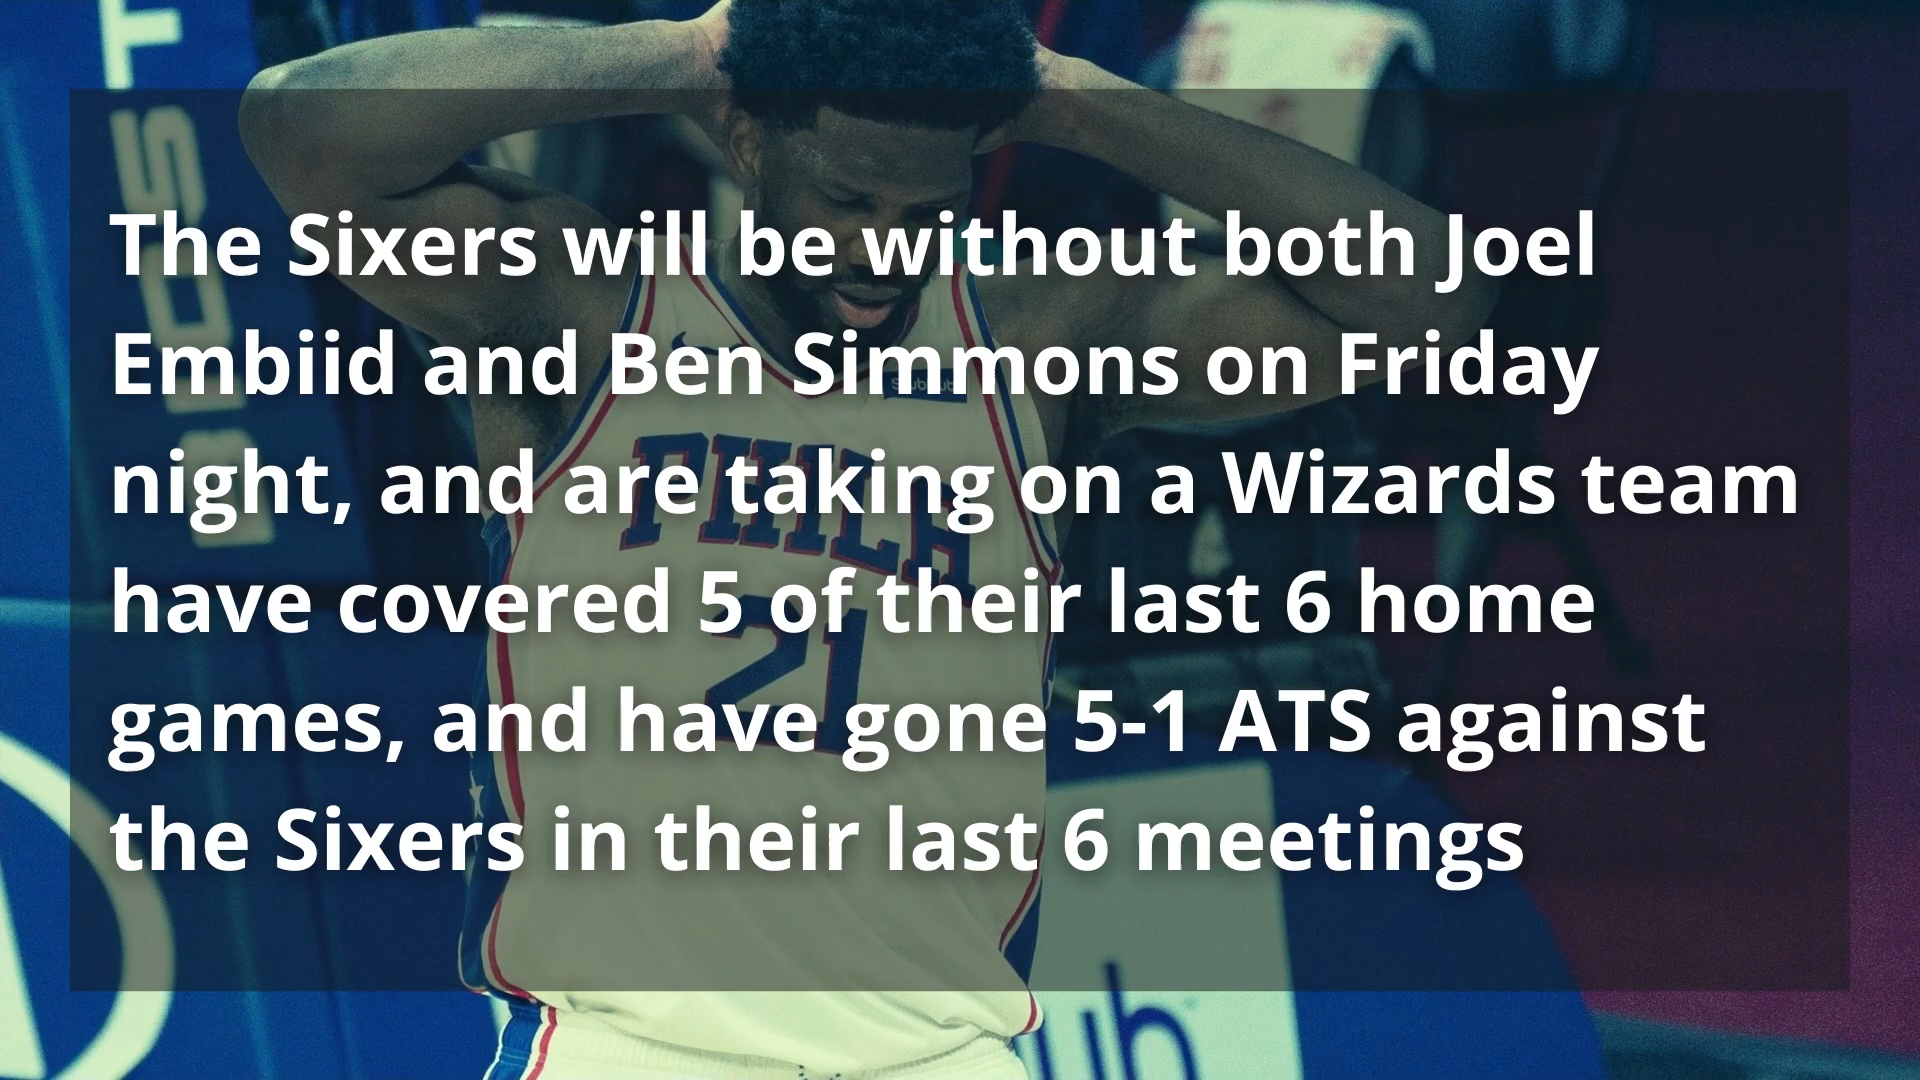 The Sixers will be without both Joel
Embiid and Ben Simmons on Friday
night, and are taking on a Wizards team
have covered 5 of their last 6 home
games, and have gone 5-1 ATS against
the Sixers in their last 6 meetings
PHILA
21